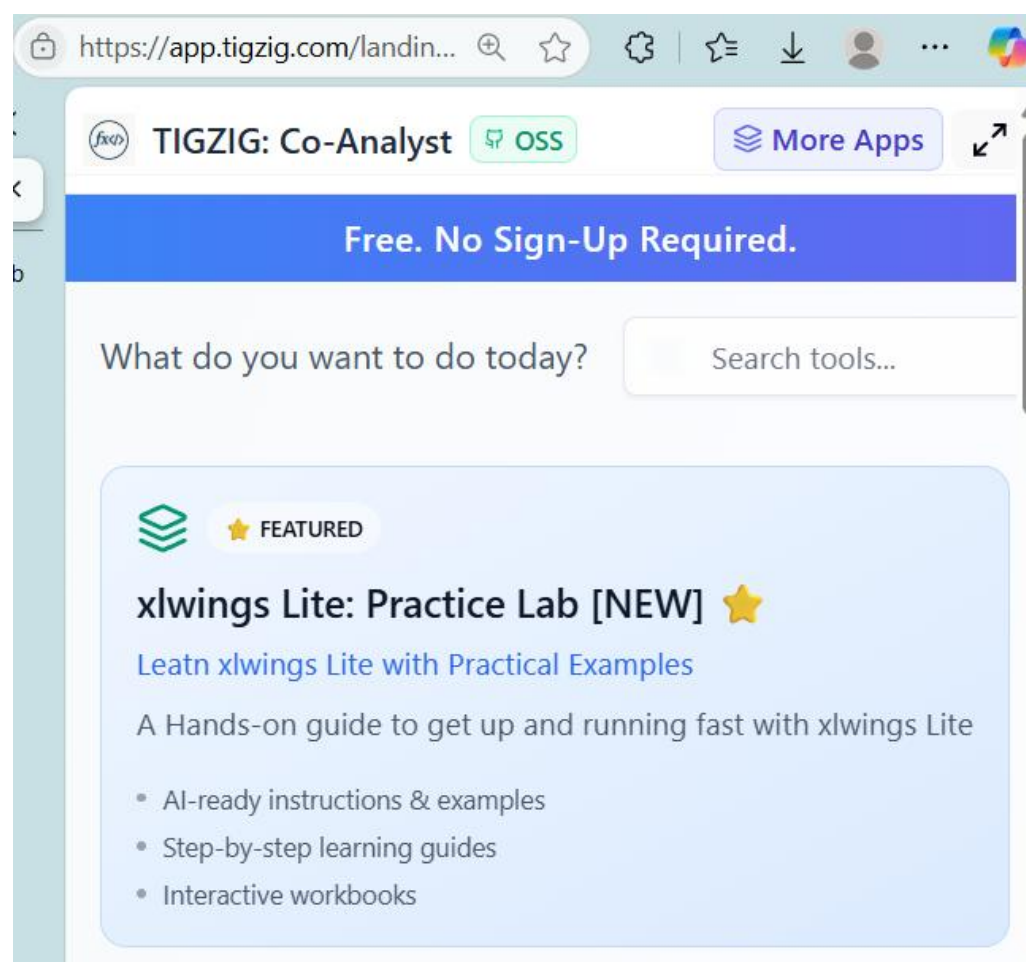 https://app.tigzig.com/landin...
TIGZIG: Co-Analyst OSS More Apps
Free. No Sign-Up Required.
What do you want to do today? Search tools...
FEATURED
xlwings Lite: Practice Lab [NEW]
Leatn xlwings Lite with Practical Examples
A Hands-on guide to get up and running fast with xlwings Lite
• AI-ready instructions & examples
• Step-by-step learning guides
• Interactive workbooks